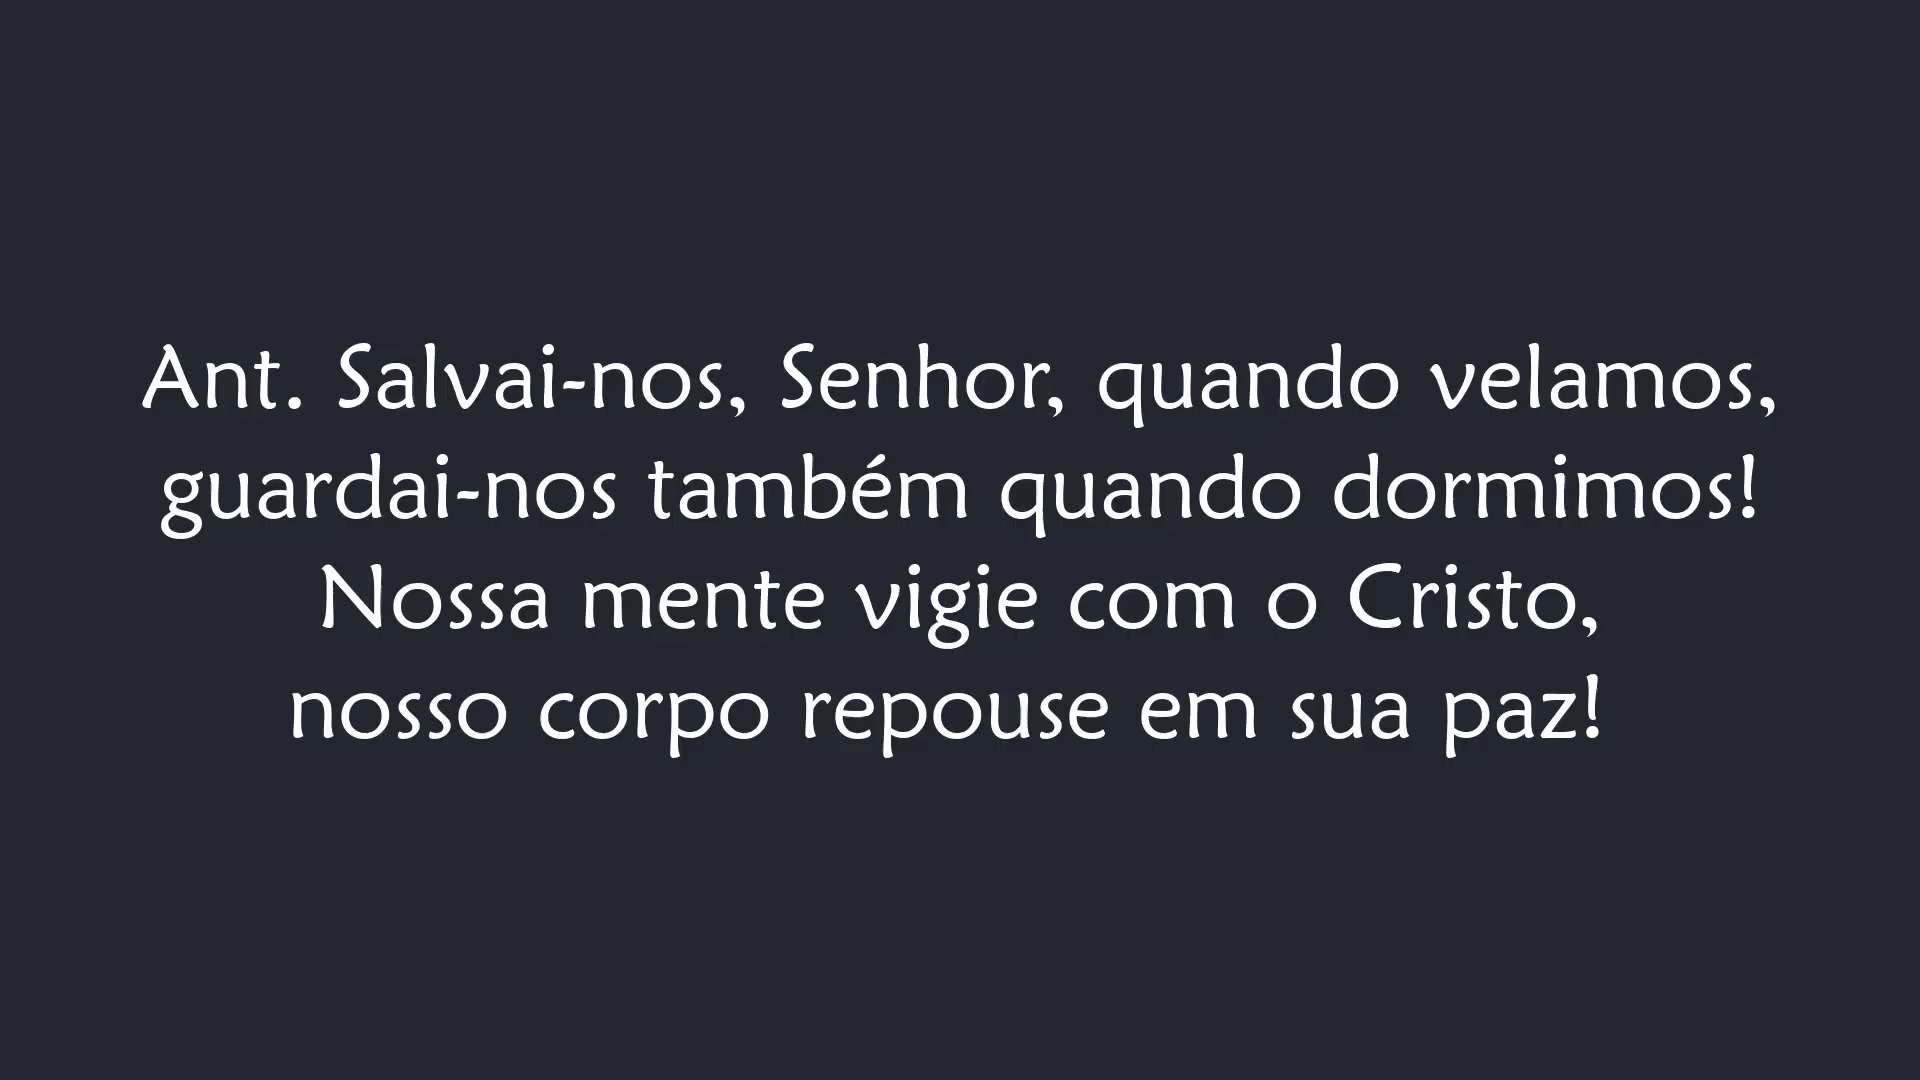 Ant. Salvai-nos, Senhor, quando velamos,
guardai-nos também quando dormimos!
Nossa mente vigie com o Cristo,
nosso corpo repouse em sua paz!